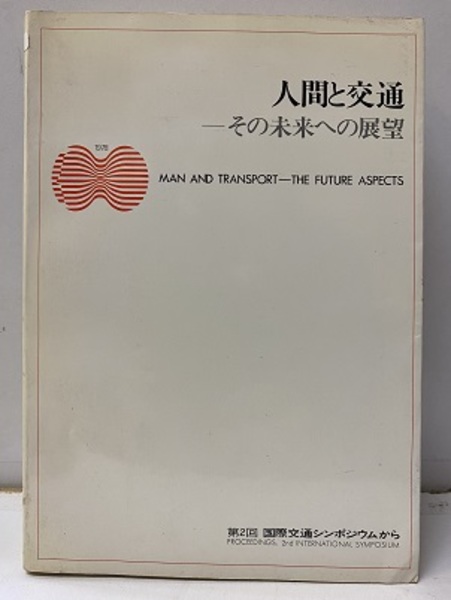 人間と交通
—その未来への展望
1978
MAN AND TRANSPORT—THE FUTURE ASPECTS
第2回 国際交通シンポジウムから
PROCEEDINGS, 2nd INTERNATIONAL SYMPOSIUM